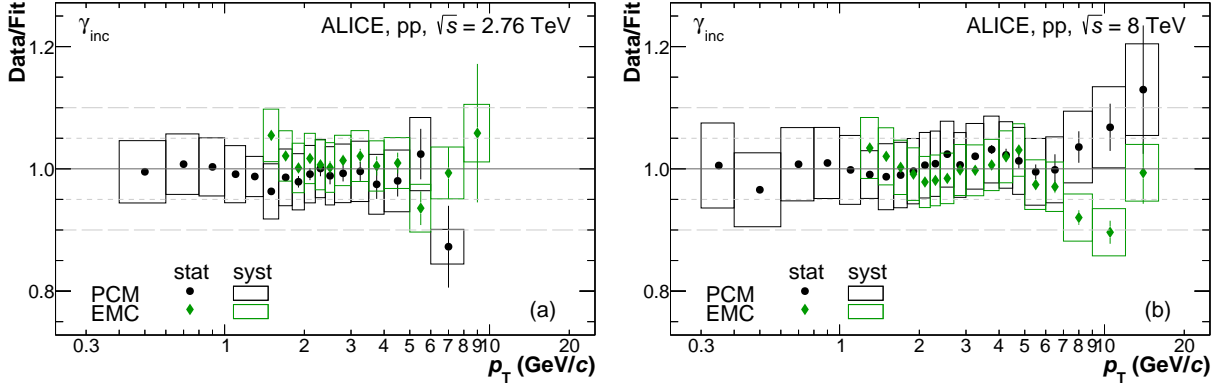 Data/Fit
γinc
ALICE, pp, √s = 2.76 TeV
1.2
1.0
0.8
stat syst
PCM
EMC
(a)
0.3 1 2 3 4 5 6 7 8 910 20
pT (GeV/c)
Data/Fit
γinc
ALICE, pp, √s = 8 TeV
1.2
1.0
0.8
stat syst
PCM
EMC
(b)
0.3 1 2 3 4 5 6 7 8 910 20
pT (GeV/c)